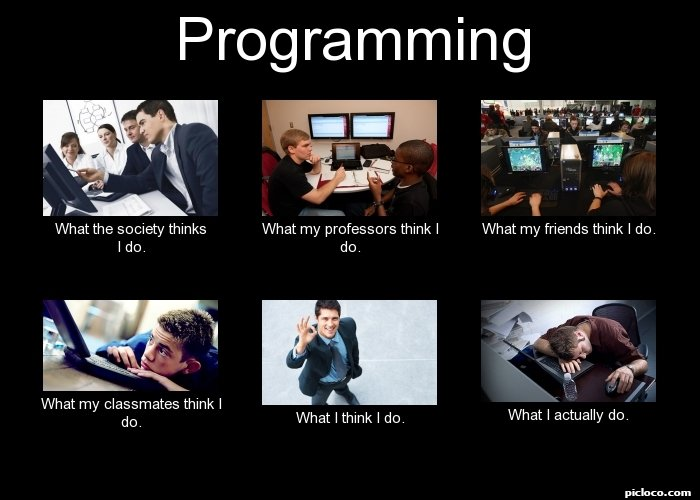 Programming
What the society thinks
I do.
What my professors think I
do.
What my friends think I do.
What my classmates think I
do.
What I think I do.
What I actually do.
picloco.com